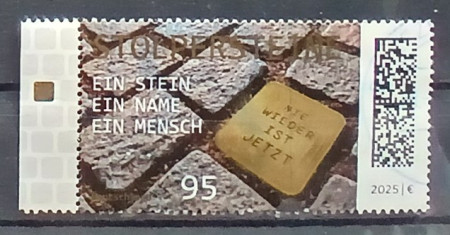 STOLPERSTEINE
EIN STEIN
EIN NAME
EIN MENSCH
NIE
WIEDER
IST
JETZT
95
2025 | €